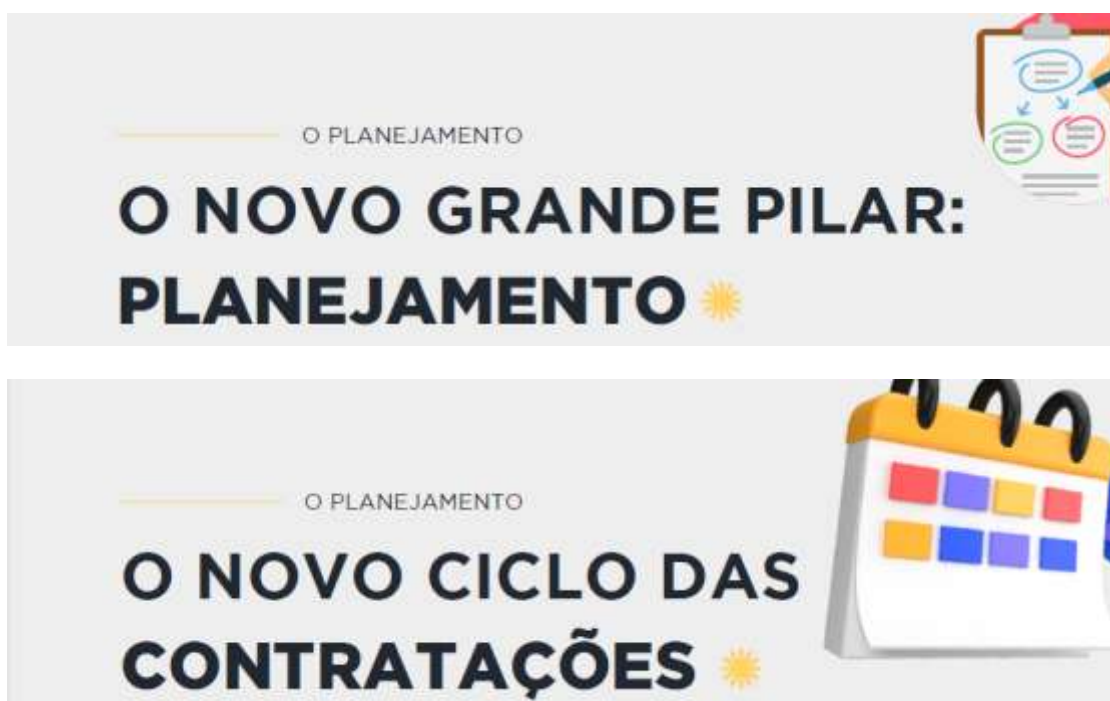 O PLANEJAMENTO
O NOVO GRANDE PILAR:
PLANEJAMENTO
O PLANEJAMENTO
O NOVO CICLO DAS
CONTRATAÇÕES